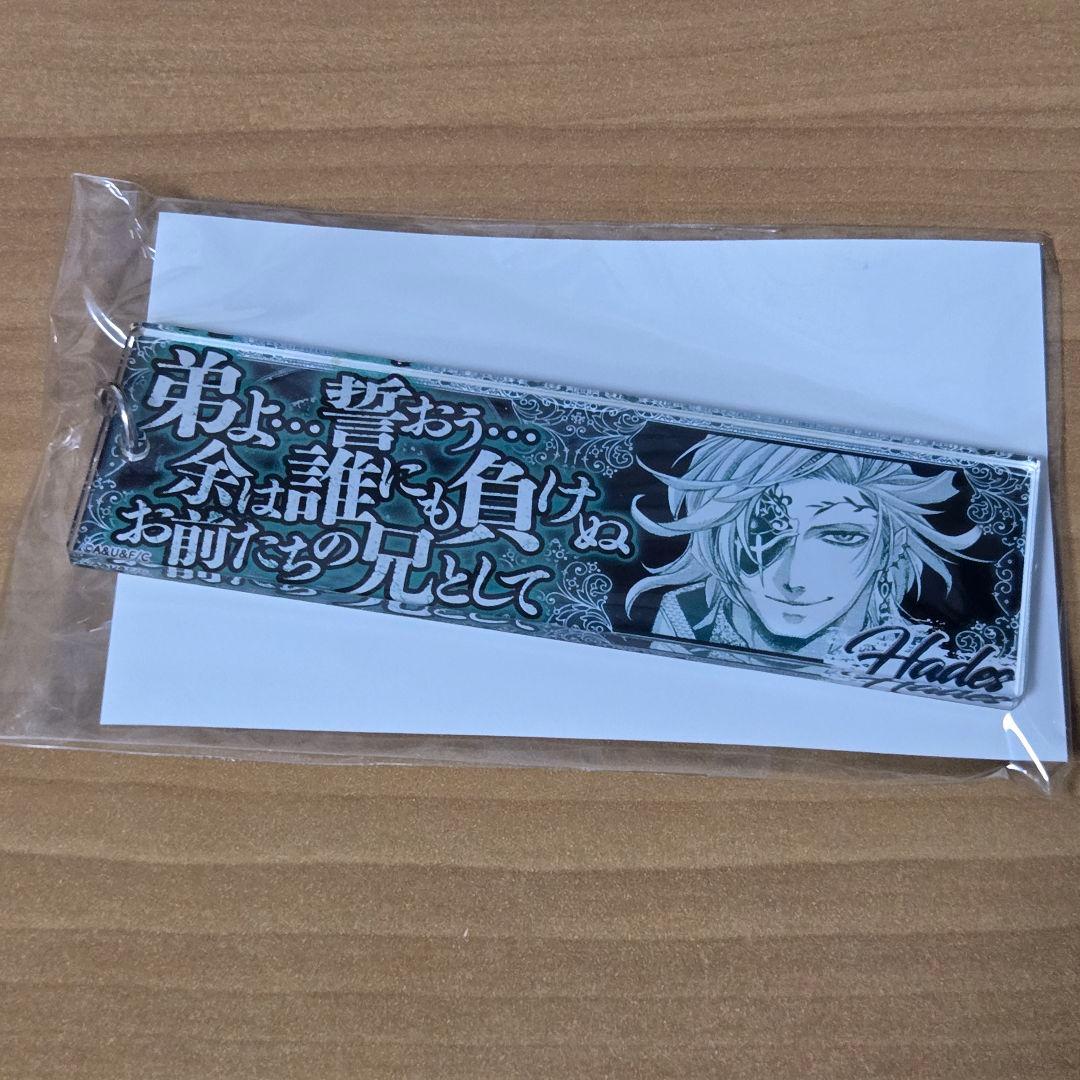 弟よ…誓おう…
余は誰にも負けぬ
お前たちの兄として
©A&U&F/C
Hades